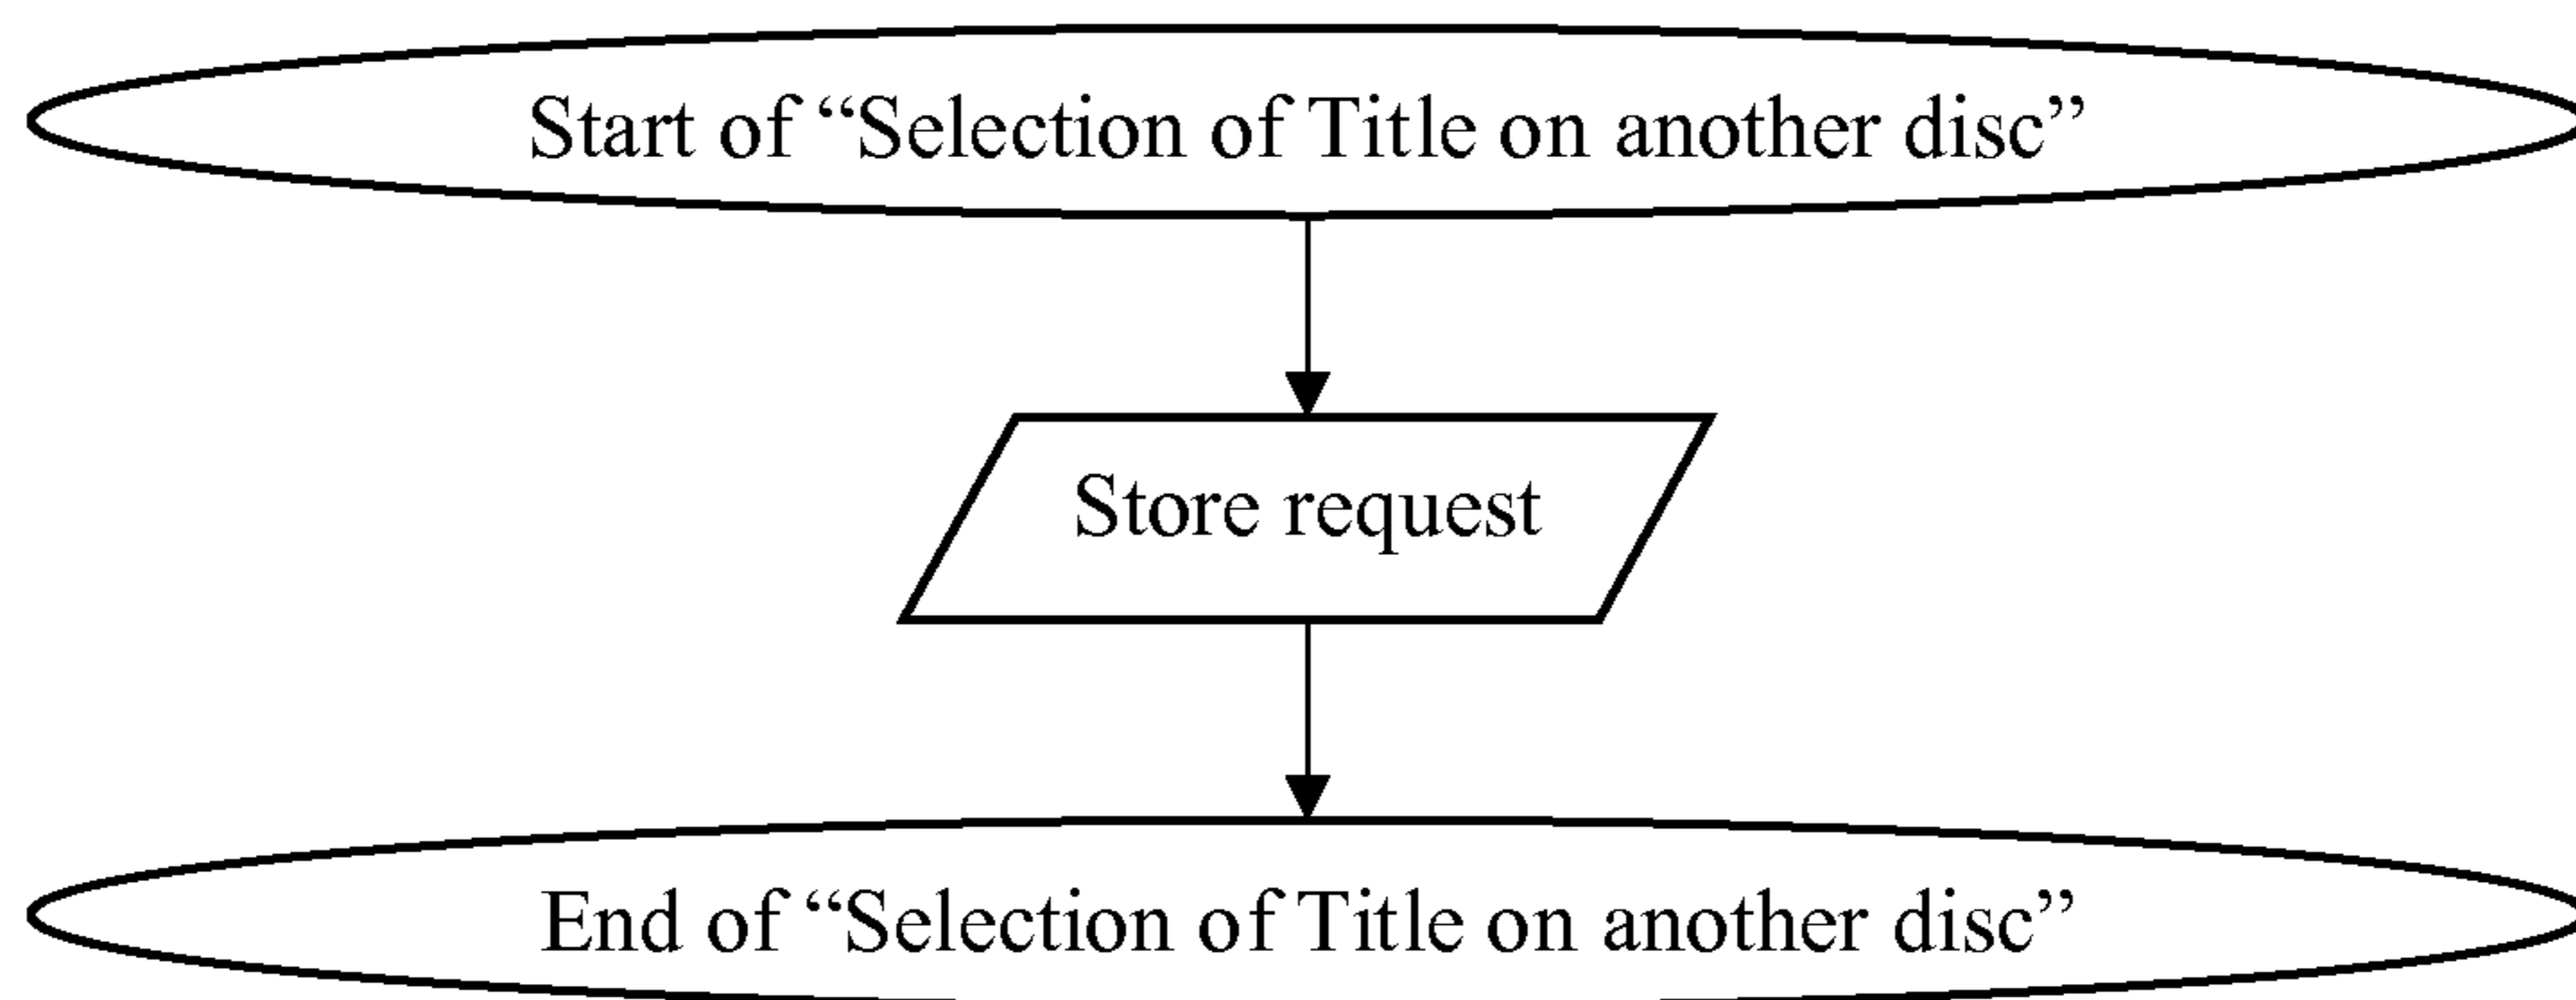 Start of “Selection of Title on another disc”
Store request
End of “Selection of Title on another disc”